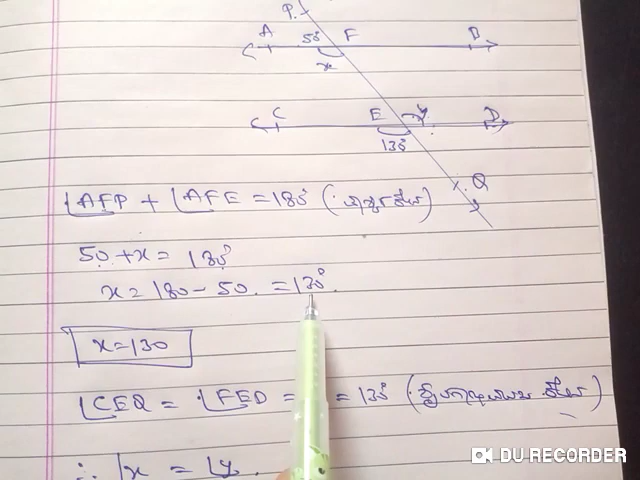 P
A 50° F B
x
C E y D
130°
Q
∠AFP + ∠AFE = 180°
50 + x = 180°
x = 180 - 50. = 130°.
x = 130
∠CEQ = ∠FED = = 130°
∴ ∠x = ∠y.
DU RECORDER